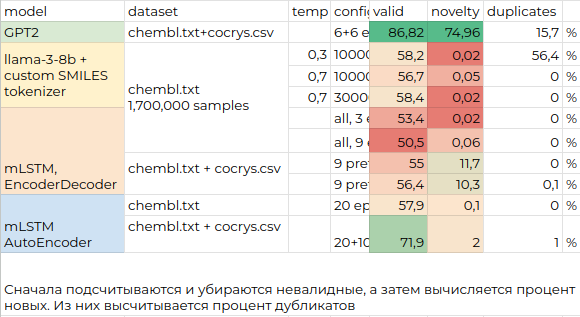 model dataset temp config valid novelty duplicates
GPT2 chembl.txt+cocrys.csv 6+6 e 86,82 74,96 15,7 %
llama-3-8b +
custom SMILES
tokenizer
chembl.txt
1,700,000 samples
0,3 10000 58,2 0,02 56,4 %
0,7 10000 56,7 0,05 0 %
0,7 30000 58,4 0,02 0 %
mLSTM,
EncoderDecoder
all, 3 e 53,4 0,02 0 %
all, 9 e 50,5 0,06 0 %
chembl.txt + cocrys.csv 9 pret 55 11,7 0 %
9 pret 56,4 10,3 0,1 %
mLSTM
AutoEncoder
chembl.txt 20 ep 57,9 0,1 0 %
chembl.txt + cocrys.csv
20+10 71,9 2 1 %
Сначала подсчитываются и убираются невалидные, а затем вычисляется процент
новых. Из них высчитывается процент дубликатов